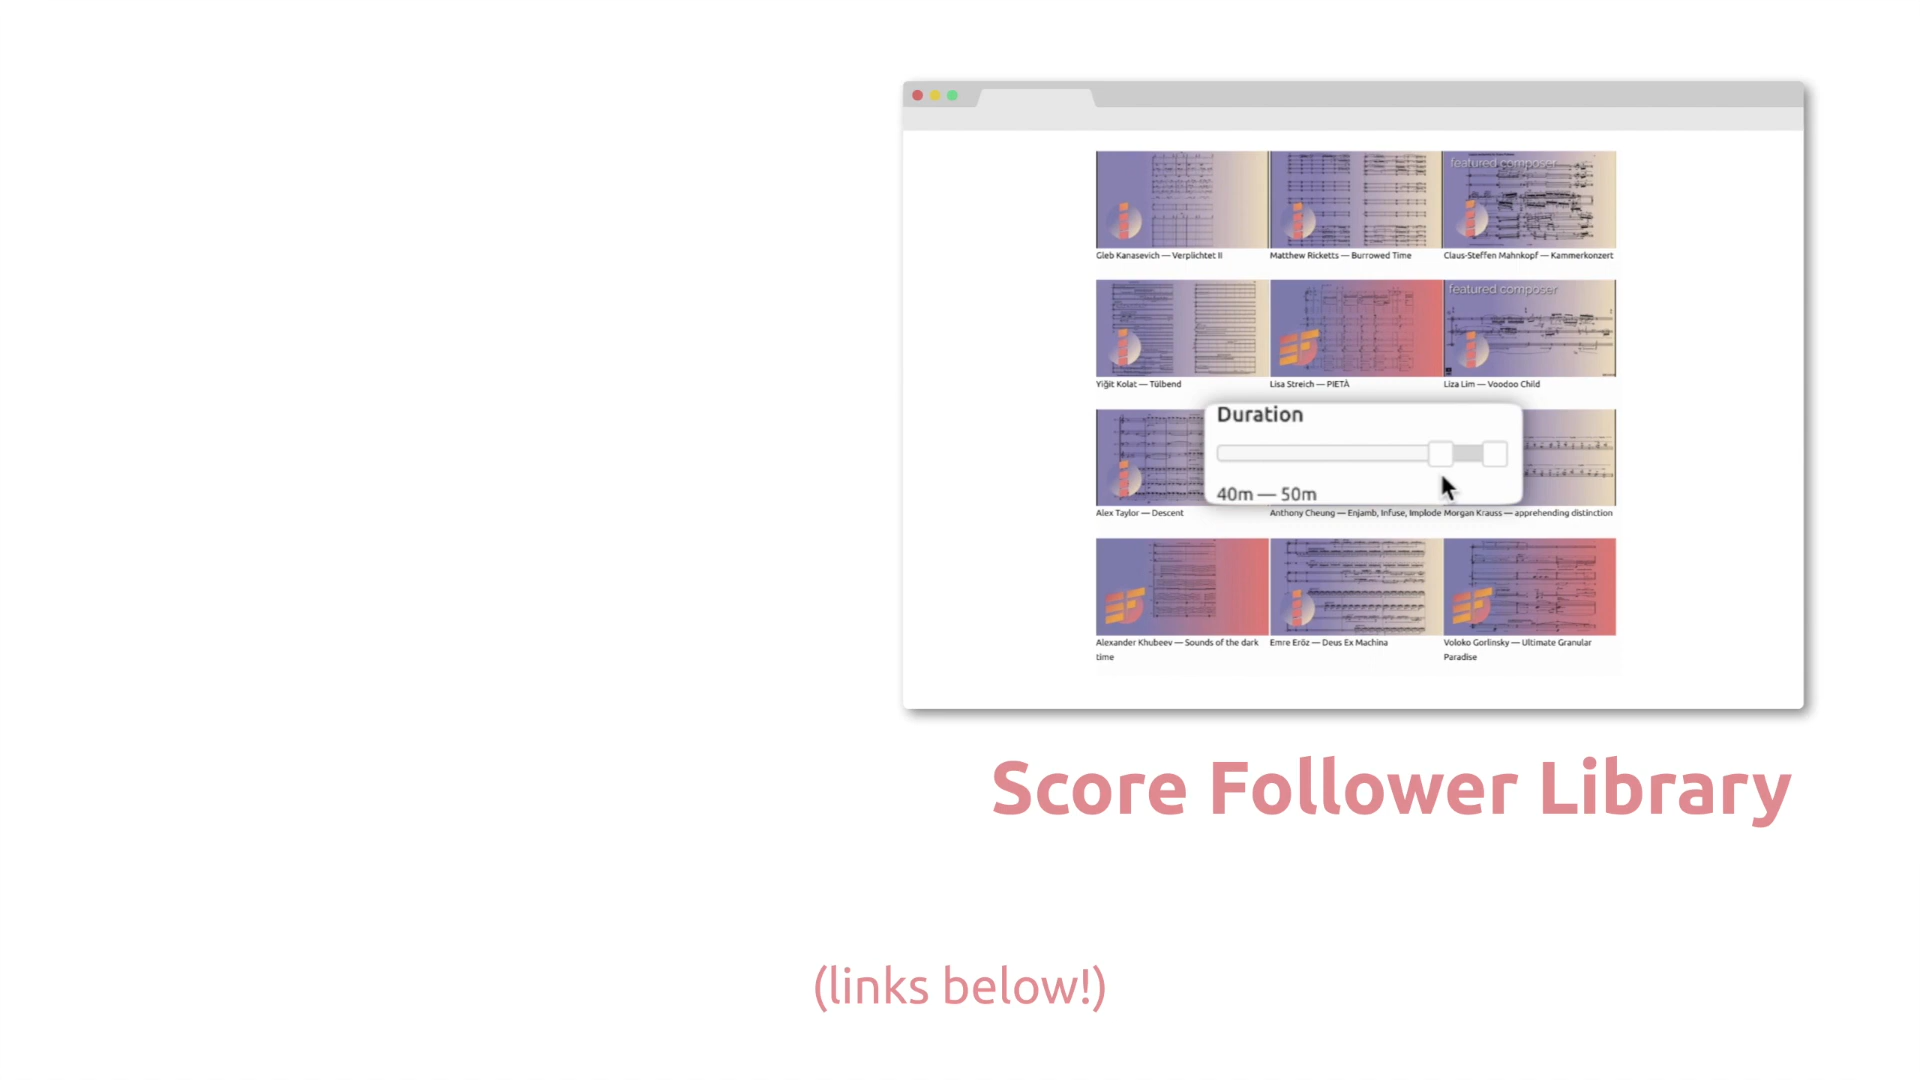 featured composer
Gleb Kanasevich — Verplichtet II
Matthew Ricketts — Burrowed Time
Claus-Steffen Mahnkopf — Kammerkonzert
featured composer
Yiğit Kolat — Tülbend
Lisa Streich — PIETÀ
Liza Lim — Voodoo Child
Duration
40m — 50m
Alex Taylor — Descent
Anthony Cheung — Enjamb, Infuse, Implode
Morgan Krauss — apprehending distinction
Alexander Khubeev — Sounds of the dark
time
Emre Eröz — Deus Ex Machina
Voloko Gorlinsky — Ultimate Granular
Paradise
Score Follower Library
(links below!)